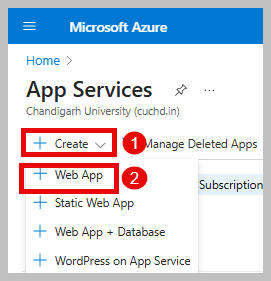 Microsoft Azure
Home >
App Services
Chandigarh University (cuchd.in)
+ Create 1 Manage Deleted Apps
+ Web App 2
Subscription
+ Static Web App
+ Web App + Database
+ WordPress on App Service